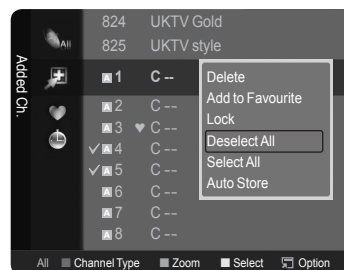 824 UKTV Gold
All 825 UKTV style
Added Ch.
A 1 C --
A 2 C --
A 3 ♥ C --
✓ A 4 C --
✓ A 5 C --
A 6 C --
A 7 C --
A 8 C --
Delete
Add to Favourite
Lock
Deselect All
Select All
Auto Store
All Channel Type Zoom Select Option